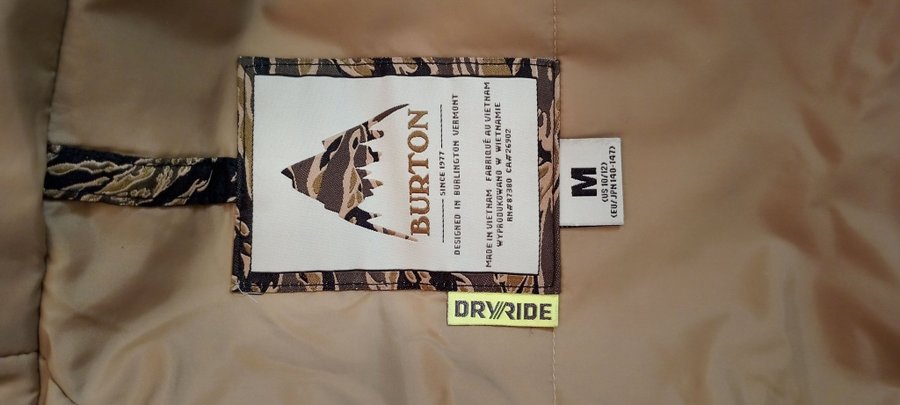 BURTON
SINCE 1977
DESIGNED IN BURLINGTON VERMONT
MADE IN VIETNAM FABRIQUÉ AU VIETNAM
WYPRODUKOWANO W WIETNAMIE
RN#87380 CA#26902
M
(US 10/12)
(EU/JPN 140-147)
DRYRIDE